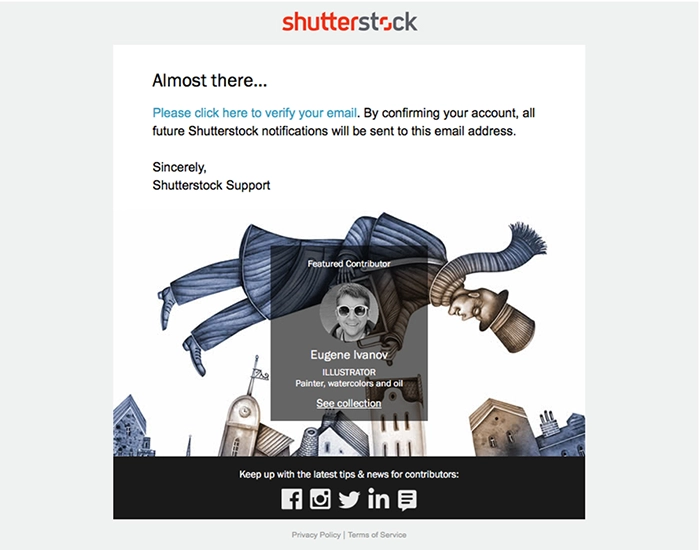 shutterstock
Almost there...
Please click here to verify your email. By confirming your account, all
future Shutterstock notifications will be sent to this email address.
Sincerely,
Shutterstock Support
Featured Contributor
Eugene Ivanov
ILLUSTRATOR
Painter, watercolors and oil
See collection
Keep up with the latest tips & news for contributors:
Privacy Policy | Terms of Service